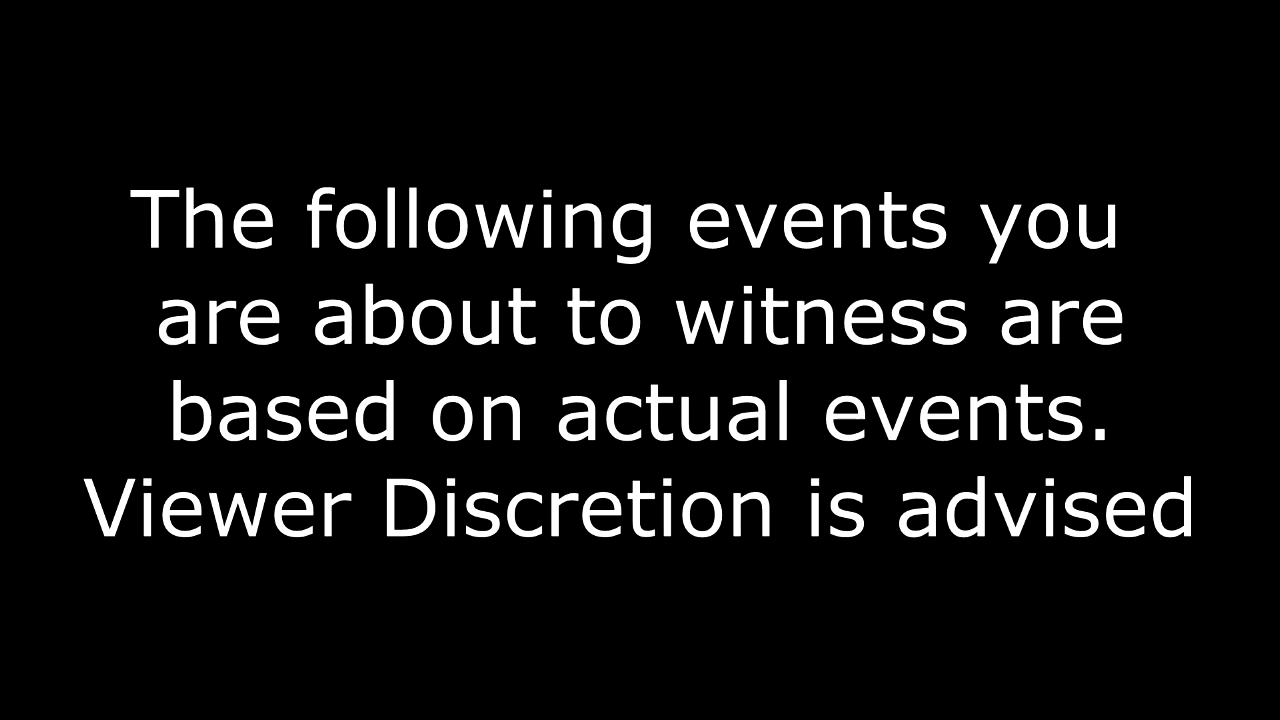 The following events you
are about to witness are
based on actual events.
Viewer Discretion is advised